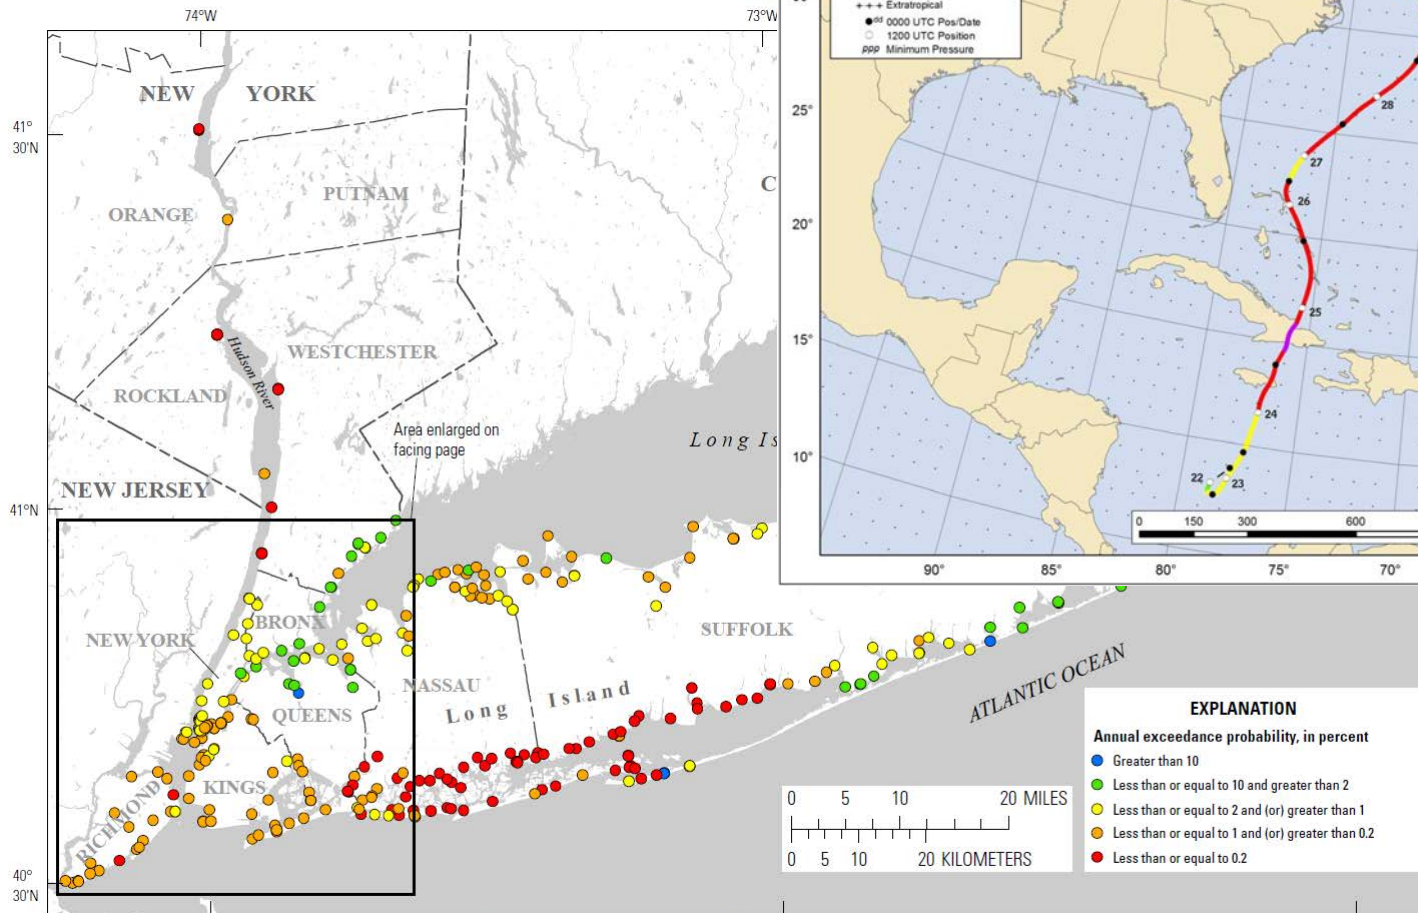 74°W
73°W
+++ Extratropical
●dd 0000 UTC Pos/Date
○ 1200 UTC Position
ppp Minimum Pressure
NEW YORK
41°
30'N
PUTNAM
ORANGE
C
WESTCHESTER
Hudson River
ROCKLAND
Area enlarged on
facing page
Long Is
NEW JERSEY
41°N
25°
20°
15°
10°
28
27
26
25
24
22
23
0 150 300 600
90° 85° 80° 75° 70°
BRONX
NEW YORK
SUFFOLK
NASSAU
Long Island
QUEENS
ATLANTIC OCEAN
KINGS
RICHMOND
40°
30'N
0 5 10 20 MILES
0 5 10 20 KILOMETERS
EXPLANATION
Annual exceedance probability, in percent
Greater than 10
Less than or equal to 10 and greater than 2
Less than or equal to 2 and (or) greater than 1
Less than or equal to 1 and (or) greater than 0.2
Less than or equal to 0.2